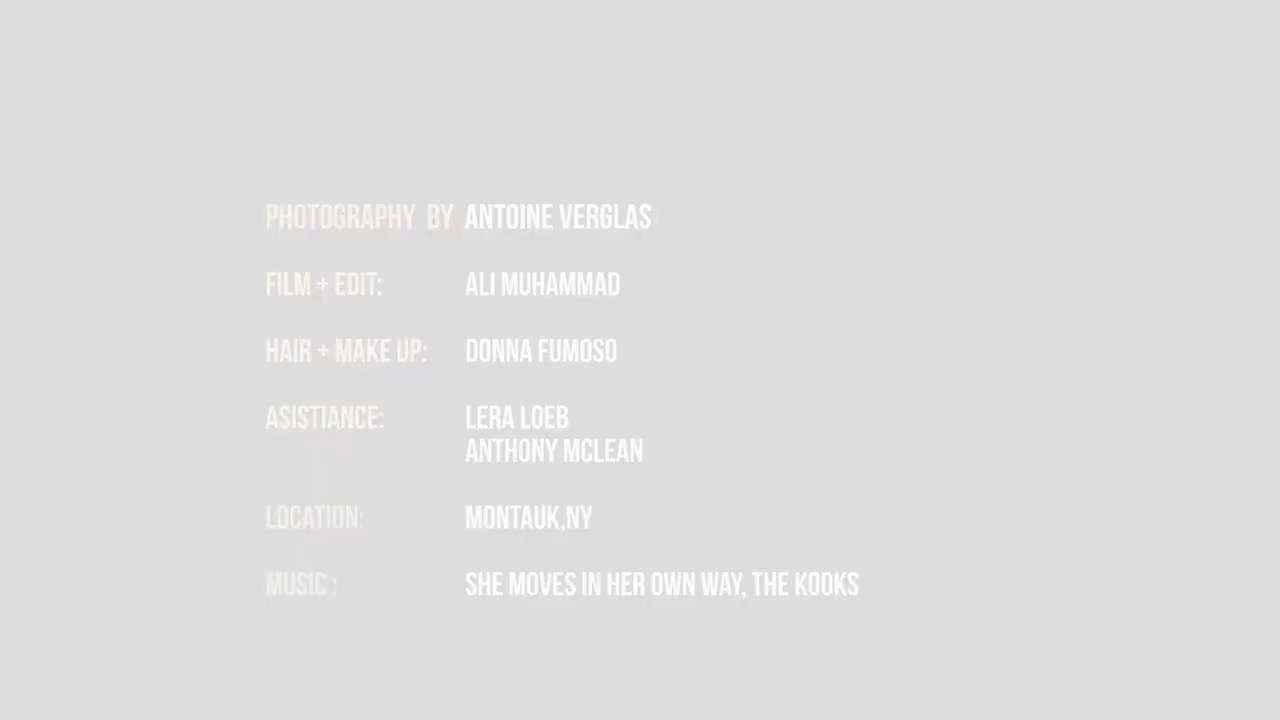 PHOTOGRAPHY BY ANTOINE VERGLAS
FILM + EDIT: ALI MUHAMMAD
HAIR + MAKE UP: DONNA FUMOSO
ASISTIANCE: LERA LOEB
ANTHONY MCLEAN
LOCATION: MONTAUK,NY
MUSIC : SHE MOVES IN HER OWN WAY, THE KOOKS